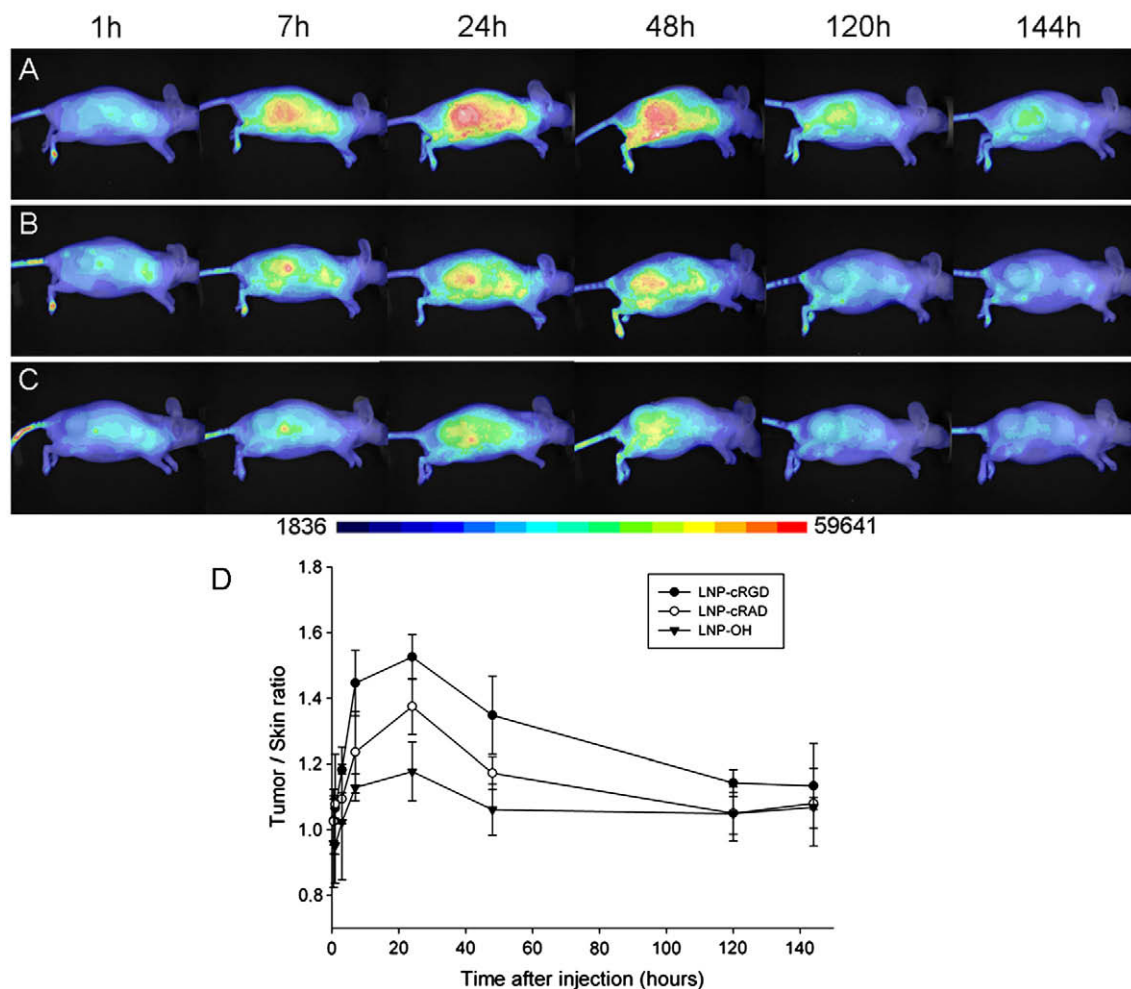 1h 7h 24h 48h 120h 144h
A
B
C
1836 59641
D
1.8
1.6
1.4
1.2
1.0
0.8
Tumor / Skin ratio
LNP-cRGD
LNP-cRAD
LNP-OH
0 20 40 60 80 100 120 140
Time after injection (hours)